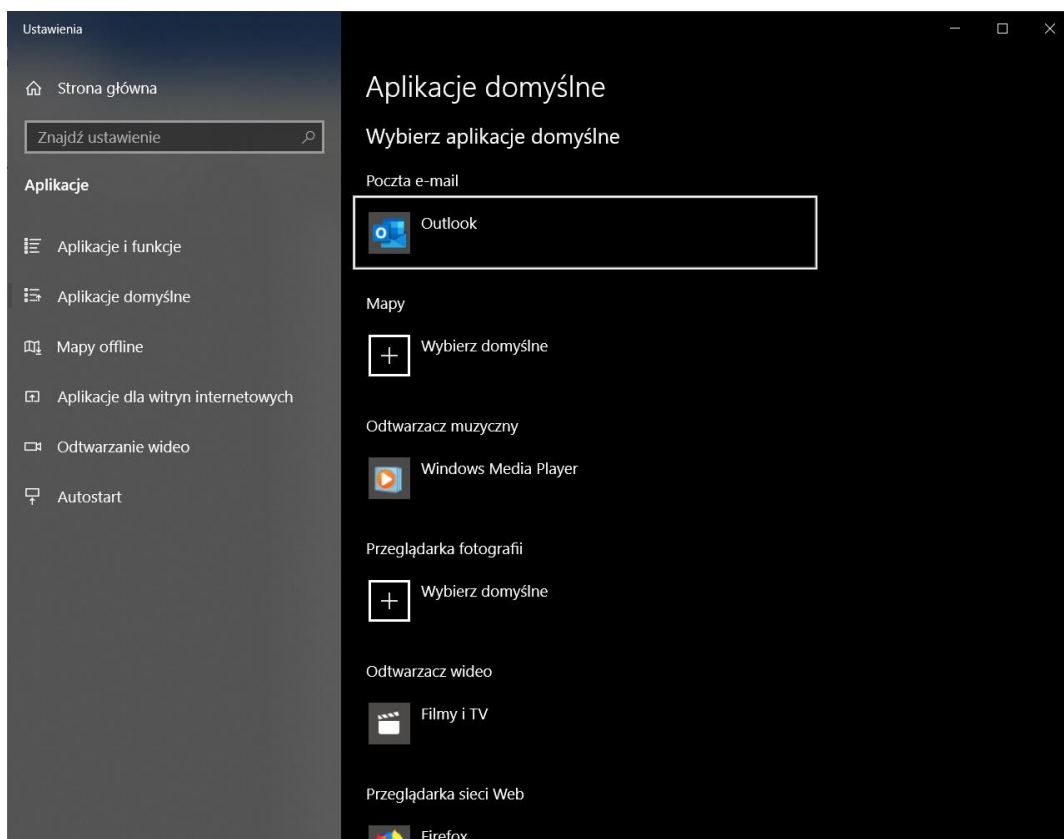 Ustawienia
Strona główna
Znajdź ustawienie
Aplikacje
Aplikacje i funkcje
Aplikacje domyślne
Mapy offline
Aplikacje dla witryn internetowych
Odtwarzanie wideo
Autostart
Aplikacje domyślne
Wybierz aplikacje domyślne
Poczta e-mail
Outlook
Mapy
Wybierz domyślne
Odtwarzacz muzyczny
Windows Media Player
Przeglądarka fotografii
Wybierz domyślne
Odtwarzacz wideo
Filmy i TV
Przeglądarka sieci Web
Firefox